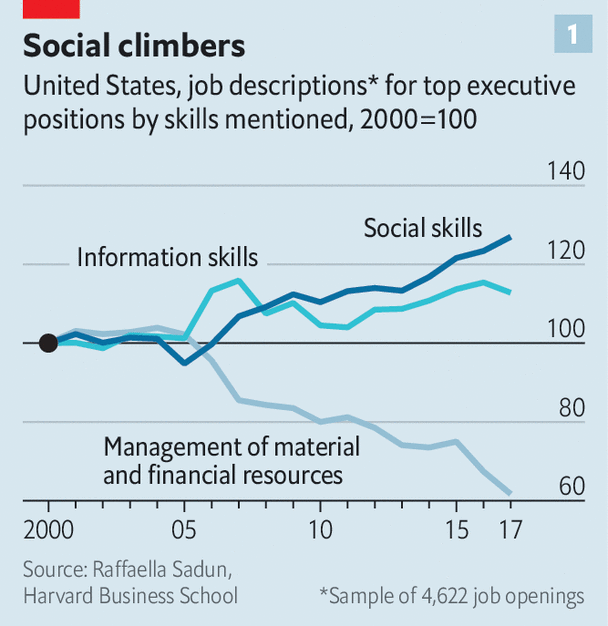 1
Social climbers
United States, job descriptions* for top executive
positions by skills mentioned, 2000=100
140
Social skills
Information skills
120
100
80
Management of material
and financial resources
60
2000 05 10 15 17
Source: Raffaella Sadun,
Harvard Business School
*Sample of 4,622 job openings